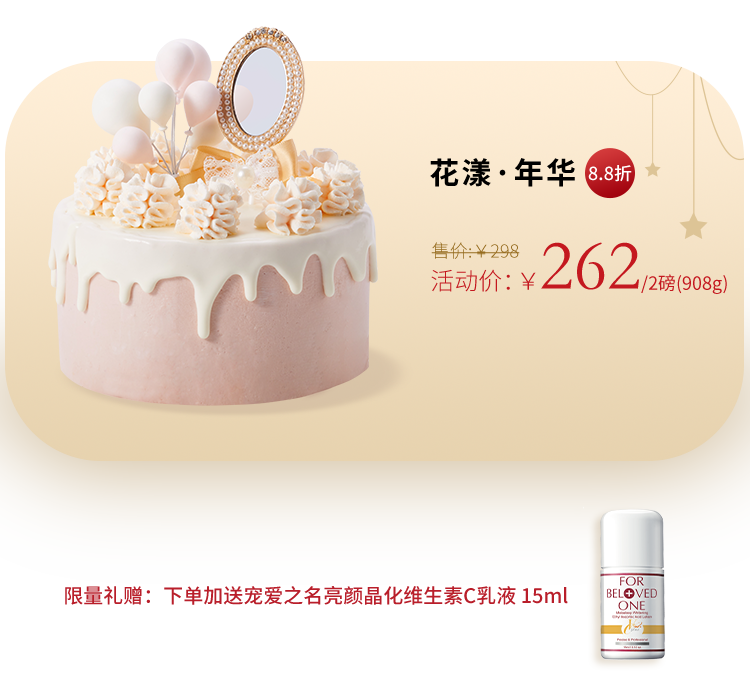 花漾·年华 8.8折
售价:￥298
活动价:￥262/2磅(908g)
限量礼赠：下单加送宠爱之名亮颜晶化维生素C乳液 15ml
FOR
BELOVED
ONE